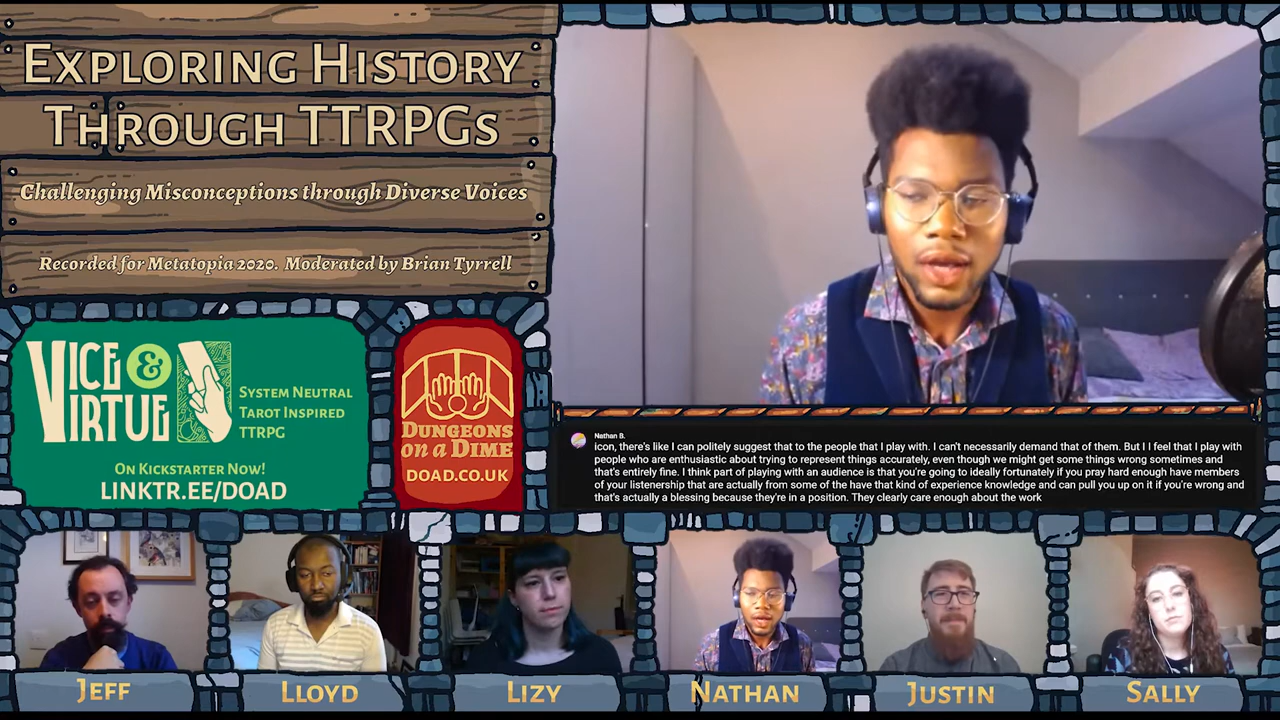 EXPLORING HISTORY
THROUGH TTRPGS
Challenging Misconceptions through Diverse Voices
Recorded for Metatopia 2020. Moderated by Brian Tyrrell
VICE &
VIRTUE
SYSTEM NEUTRAL
TAROT INSPIRED
TTRPG
ON KICKSTARTER NOW!
LINKTR.EE/DOAD
DUNGEONS
ON A DIME
DOAD.CO.UK
Nathan B.
icon, there's like I can politely suggest that to the people that I play with. I can't necessarily demand that of them. But I I feel that I play with
people who are enthusiastic about trying to represent things accurately, even though we might get some things wrong sometimes and
that's entirely fine. I think part of playing with an audience is that you're going to ideally fortunately if you pray hard enough have members
of your listenership that are actually from some of the have that kind of experience knowledge and can pull you up on it if you're wrong and
that's actually a blessing because they're in a position. They clearly care enough about the work
JEFF
LLOYD
LIZY
NATHAN
JUSTIN
SALLY